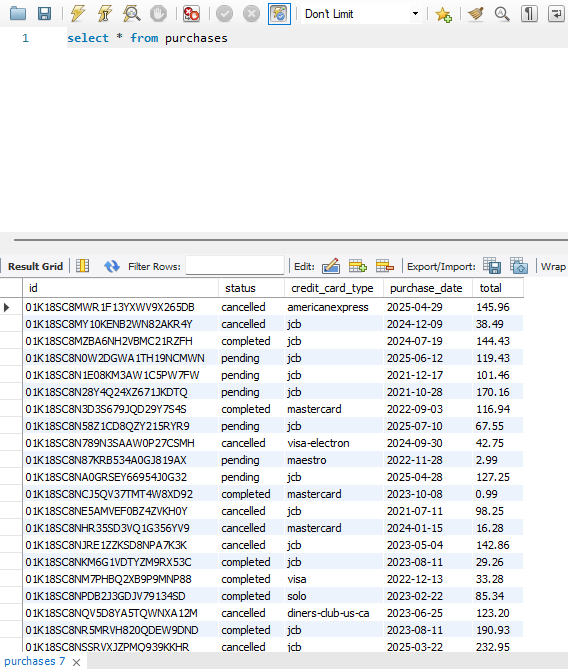 Don't Limit
1 select * from purchases
Result Grid Filter Rows: Edit: Export/Import: Wrap
id status credit_card_type purchase_date total
01K18SC8MWR1F13YXWV9X265DB cancelled americanexpress 2025-04-29 145.96
01K18SC8MY10KENB2WN82AKR4Y cancelled jcb 2024-12-09 38.49
01K18SC8MZBA6NH2VBMC21RZFH completed jcb 2024-07-19 144.43
01K18SC8N0W2DGWA1TH19NCMWN pending jcb 2025-06-12 119.43
01K18SC8N1E08KM3AW1C5PW7FW pending jcb 2021-12-17 101.46
01K18SC8N28Y4Q24XZ671JKDTQ pending jcb 2021-10-28 170.16
01K18SC8N3D3S679JQD29Y7S4S completed mastercard 2022-09-03 116.94
01K18SC8N58Z1CD8QZY215RYR9 pending jcb 2025-07-10 67.55
01K18SC8N789N3SAAW0P27CSMH cancelled visa-electron 2024-09-30 42.75
01K18SC8N87KRB534A0GJ819AX pending maestro 2022-11-28 2.99
01K18SC8NA0GRSEY66954J0G32 pending jcb 2025-04-28 127.25
01K18SC8NCJ5QV37TMT4W8XD92 completed mastercard 2023-10-08 0.99
01K18SC8NE5AMVEF0BZ4ZVKH0Y cancelled jcb 2021-07-11 98.25
01K18SC8NHR35SD3VQ1G356YV9 cancelled mastercard 2024-01-15 16.28
01K18SC8NJRE1ZZKSD8NPA7K3K cancelled jcb 2023-05-04 142.86
01K18SC8NKM6G1VDTYZM9RX53C completed jcb 2023-08-11 29.26
01K18SC8NM7PHBQ2XB9P9MNP88 completed visa 2022-12-13 33.28
01K18SC8NPDB2J3GDJV79134SD completed solo 2023-02-22 85.34
01K18SC8NQV5D8YA5TQWNXA12M cancelled diners-club-us-ca 2023-06-25 123.20
01K18SC8NR5MRVH820QDEW9DND completed jcb 2023-08-11 190.93
01K18SC8NSSRVXJZPMQ939KKHR cancelled jcb 2025-03-22 232.95
purchases 7